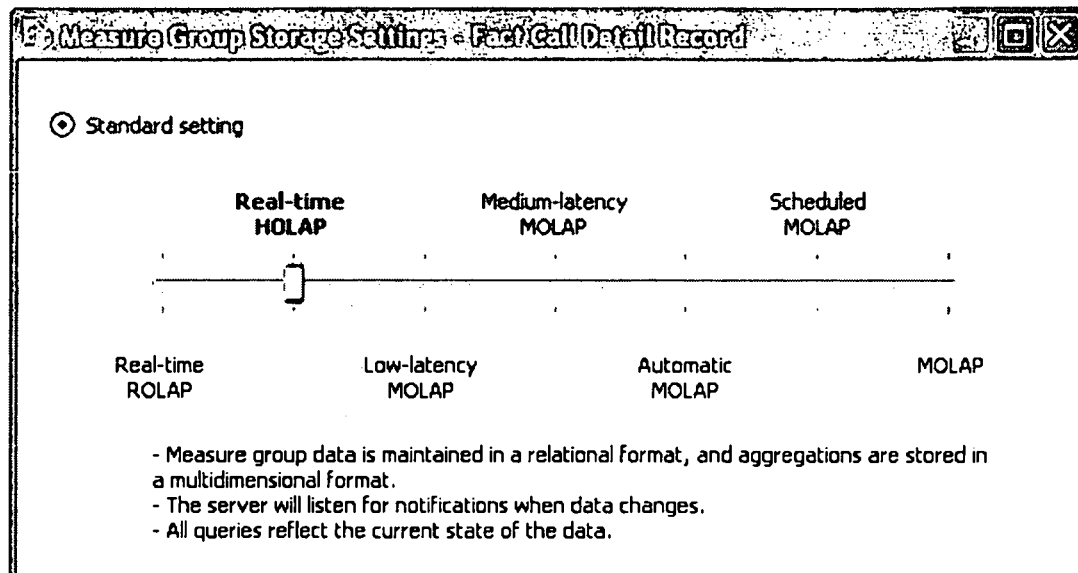 Measure Group Storage Settings - Fact Call Detail Record
Standard setting
Real-time Medium-latency Scheduled
HOLAP MOLAP MOLAP
Real-time Low-latency Automatic MOLAP
ROLAP MOLAP MOLAP
- Measure group data is maintained in a relational format, and aggregations are stored in
a multidimensional format.
- The server will listen for notifications when data changes.
- All queries reflect the current state of the data.